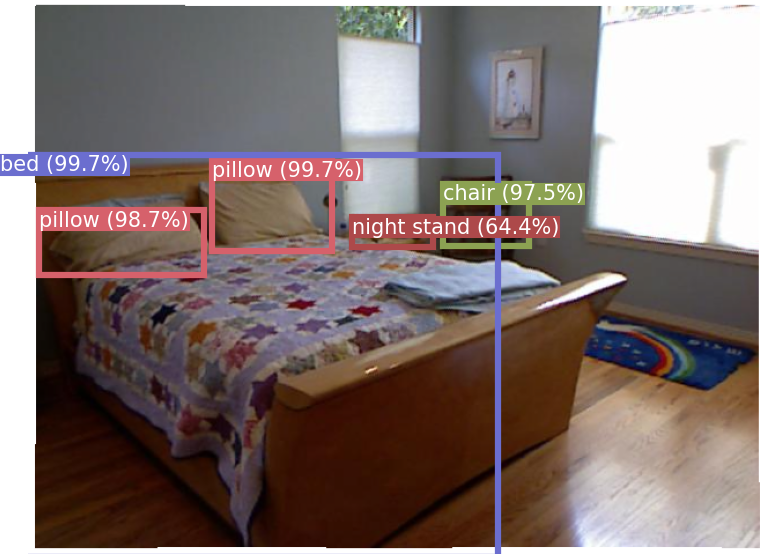 bed (99.7%)
pillow (99.7%)
pillow (98.7%)
chair (97.5%)
night stand (64.4%)